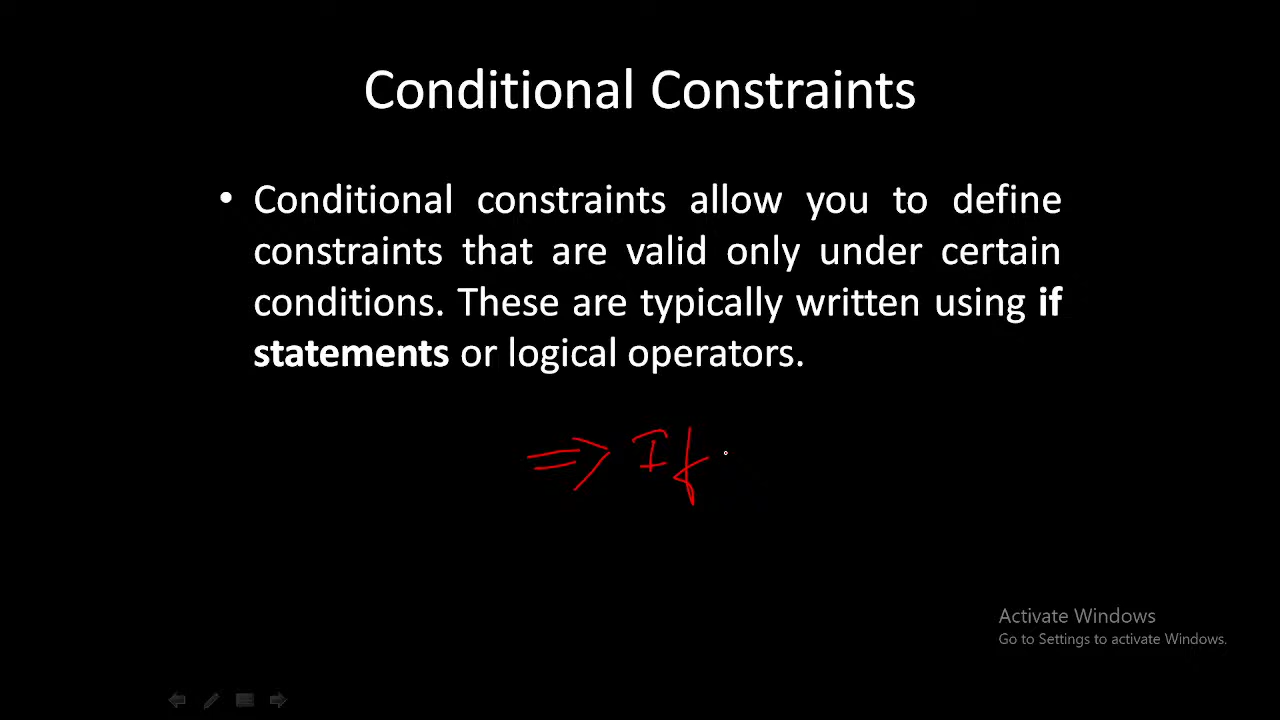 Conditional Constraints
• Conditional constraints allow you to define
constraints that are valid only under certain
conditions. These are typically written using if
statements or logical operators.
⇒ If
Activate Windows
Go to Settings to activate Windows.